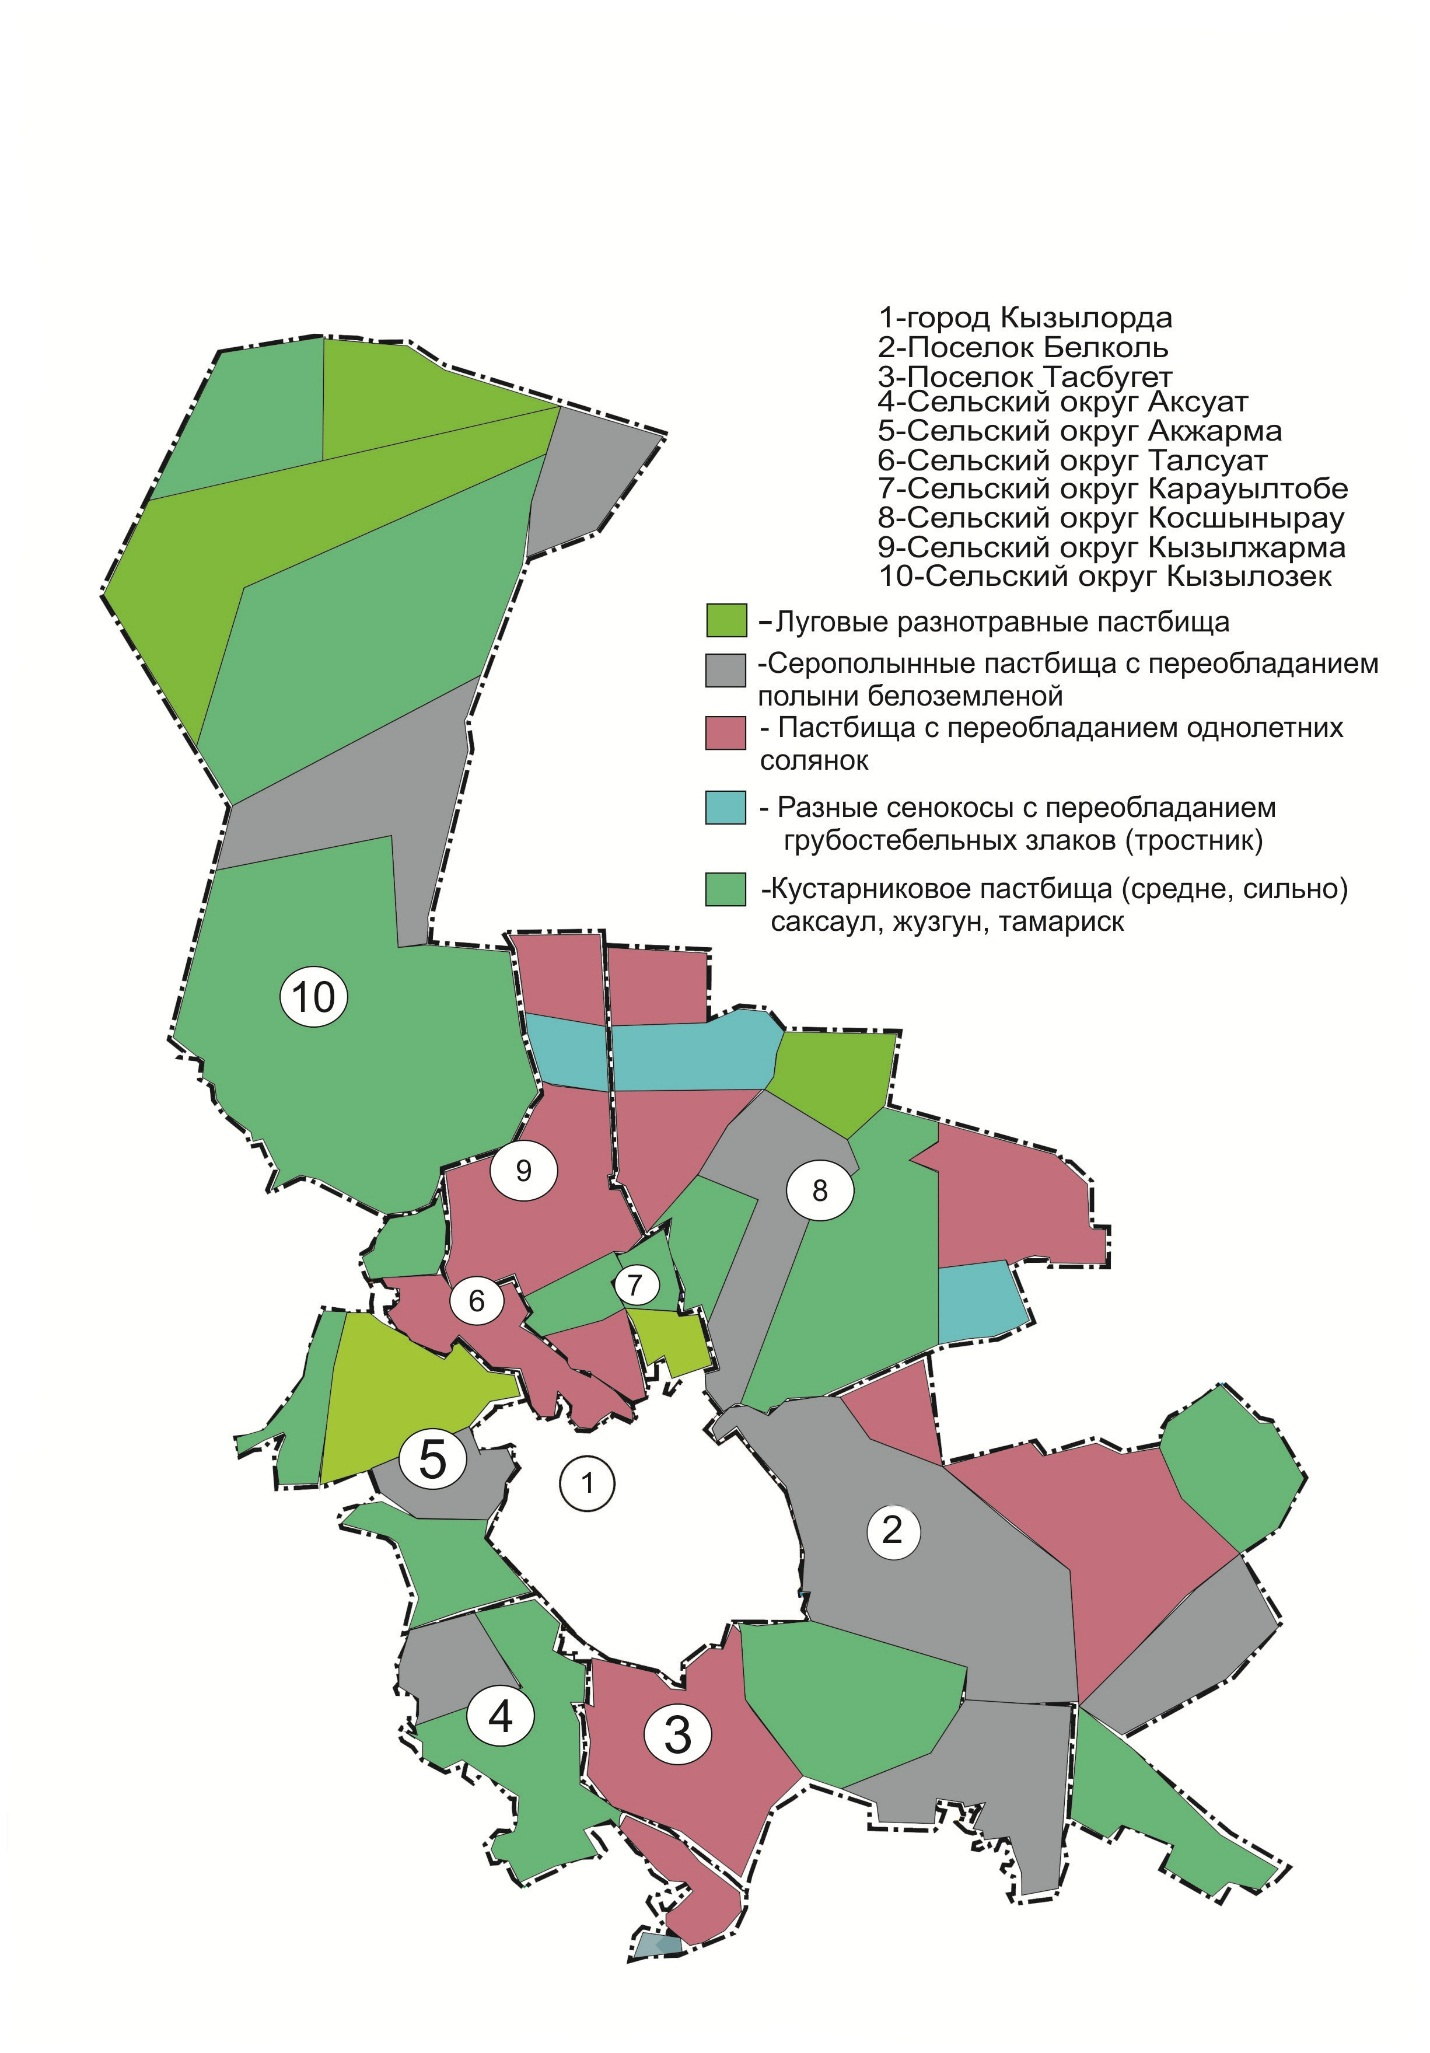 1-город Кызылорда
2-Поселок Белколь
3-Поселок Тасбугет
4-Сельский округ Аксуат
5-Сельский округ Акжарма
6-Сельский округ Талсуат
7-Сельский округ Карауылтобе
8-Сельский округ Косшынырау
9-Сельский округ Кызылжарма
10-Сельский округ Кызылозек
–Луговые разнотравные пастбища
-Серополынные пастбища с переобладанием
полыни белоземленой
- Пастбища с переобладанием однолетних
солянок
- Разные сенокосы с переобладанием
грубостебельных злаков (тростник)
-Кустарниковое пастбища (средне, сильно)
саксаул, жузгун, тамариск
10
9
8
7
6
5
1
2
4
3